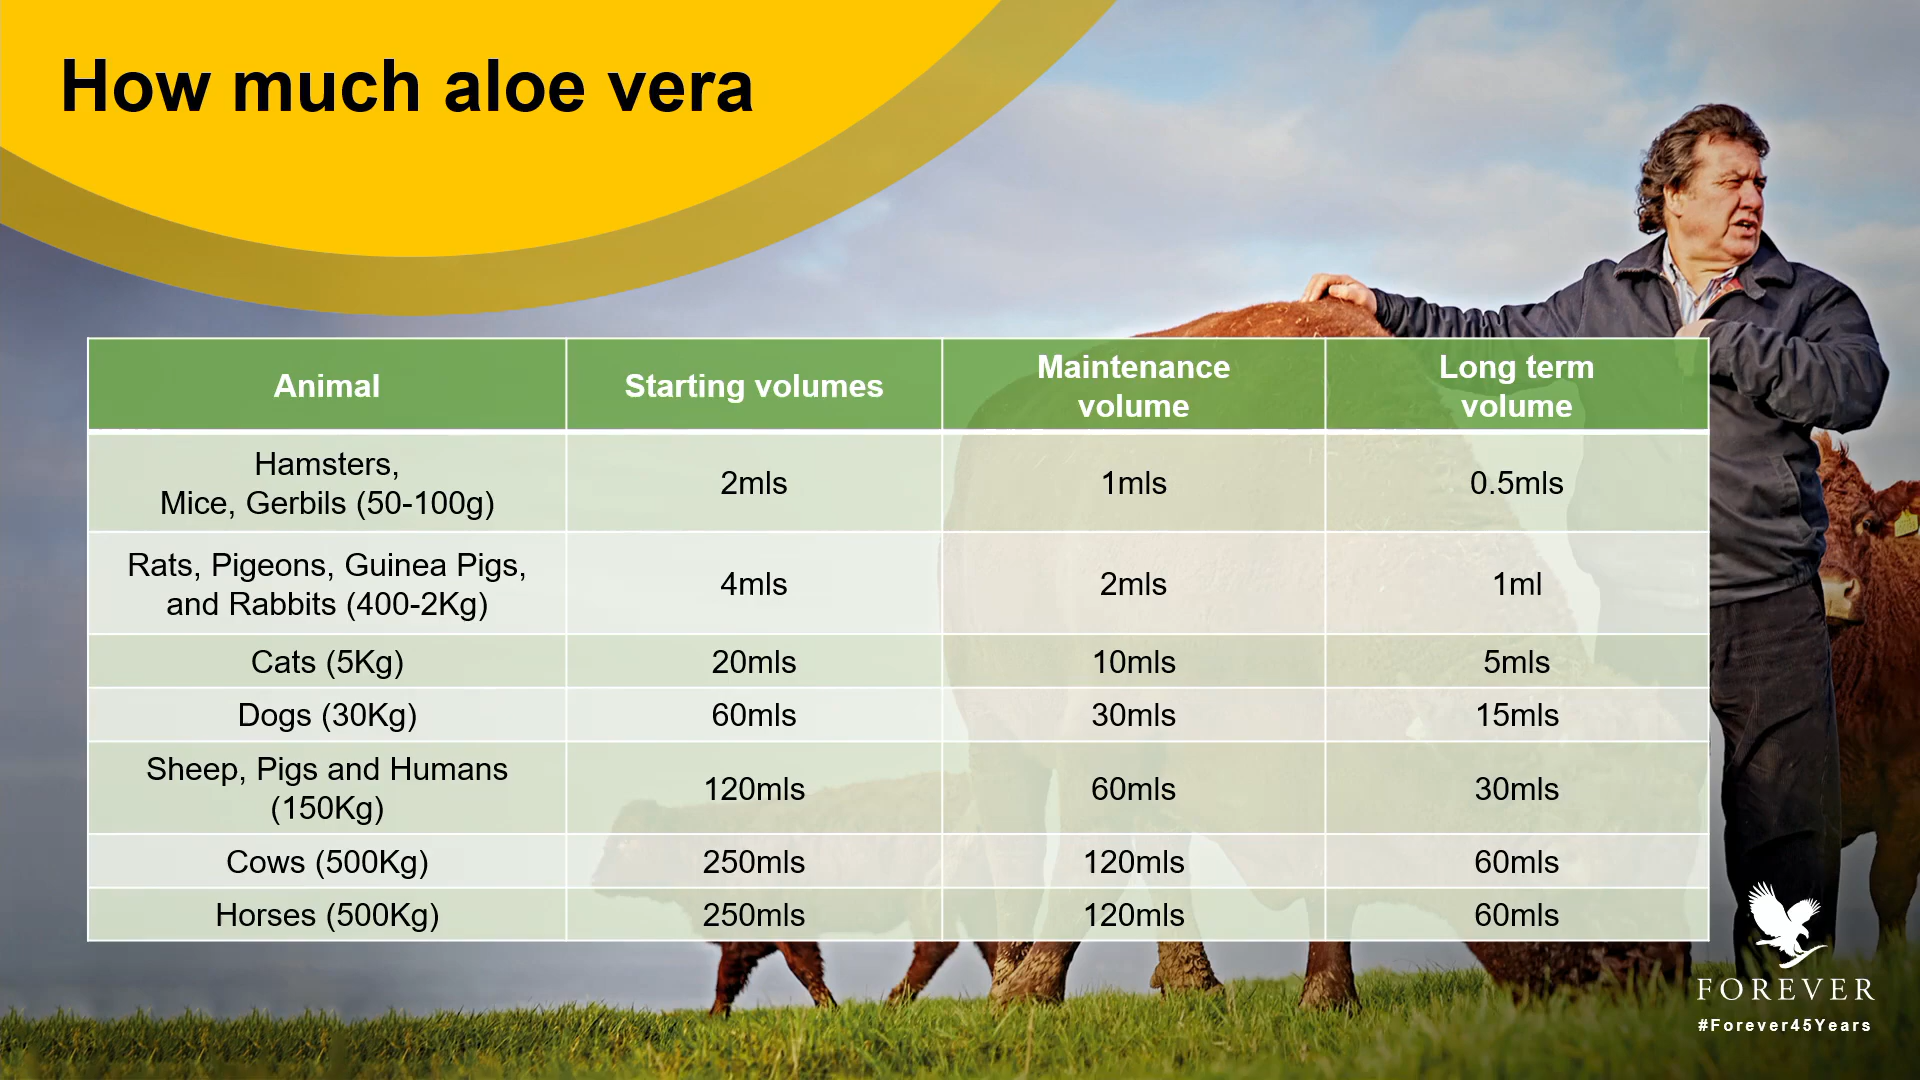 How much aloe vera
Animal
Starting volumes
Maintenance
volume
Long term
volume
Hamsters,
Mice, Gerbils (50-100g)
2mls
1mls
0.5mls
Rats, Pigeons, Guinea Pigs,
and Rabbits (400-2Kg)
4mls
2mls
1ml
Cats (5Kg)
20mls
10mls
5mls
Dogs (30Kg)
60mls
30mls
15mls
Sheep, Pigs and Humans
(150Kg)
120mls
60mls
30mls
Cows (500Kg)
250mls
120mls
60mls
Horses (500Kg)
250mls
120mls
60mls
FOREVER
#Forever45Years